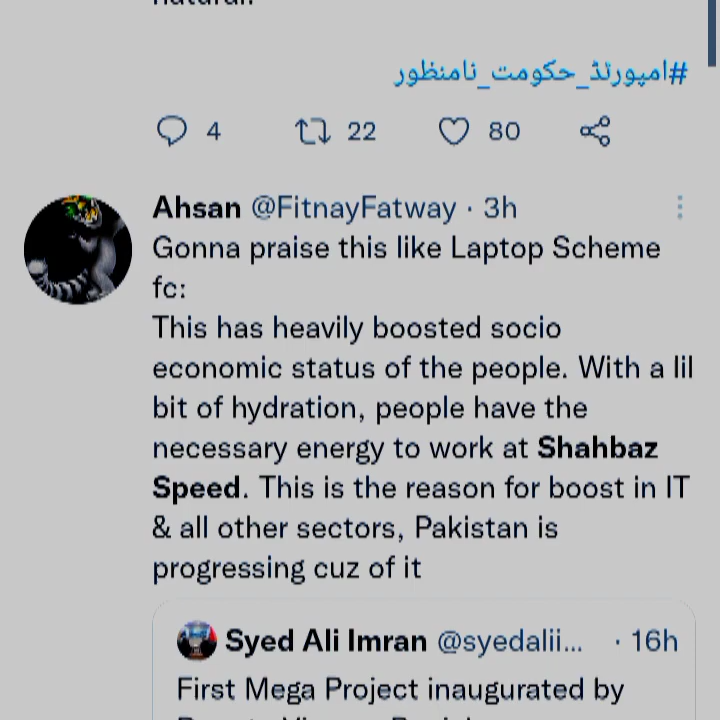 natural.
#امپورٹڈ_حکومت_نامنظور
4 22 80
Ahsan @FitnayFatway · 3h
Gonna praise this like Laptop Scheme
fc:
This has heavily boosted socio
economic status of the people. With a lil
bit of hydration, people have the
necessary energy to work at Shahbaz
Speed. This is the reason for boost in IT
& all other sectors, Pakistan is
progressing cuz of it
Syed Ali Imran @syedalii... · 16h
First Mega Project inaugurated by